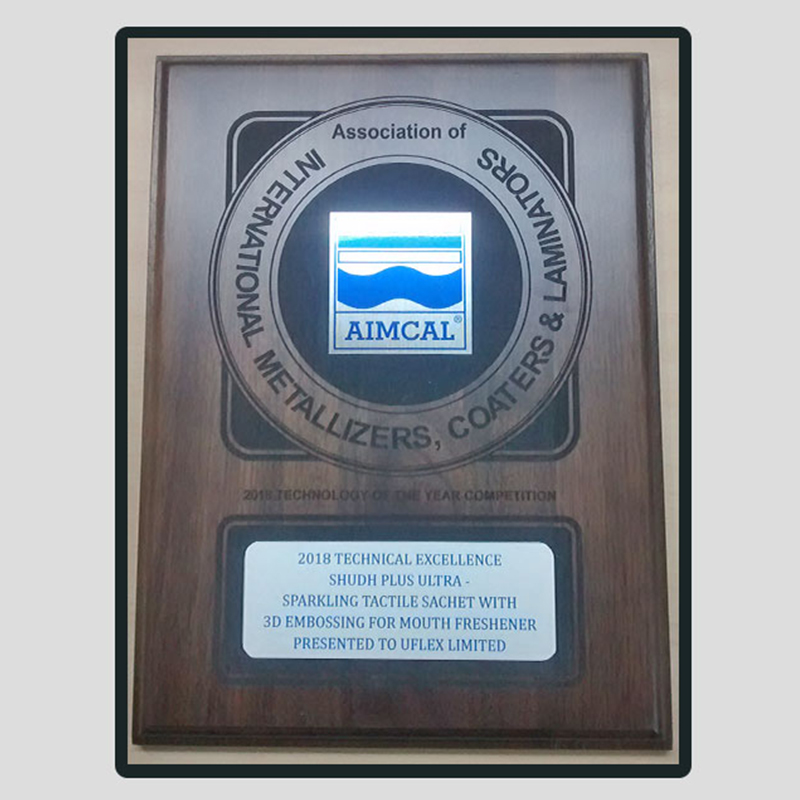 Association of
INTERNATIONAL METALLIZERS, COATERS & LAMINATORS
AIMCAL®
2018 TECHNOLOGY OF THE YEAR COMPETITION
2018 TECHNICAL EXCELLENCE
SHUDH PLUS ULTRA -
SPARKLING TACTILE SACHET WITH
3D EMBOSSING FOR MOUTH FRESHENER
PRESENTED TO UFLEX LIMITED